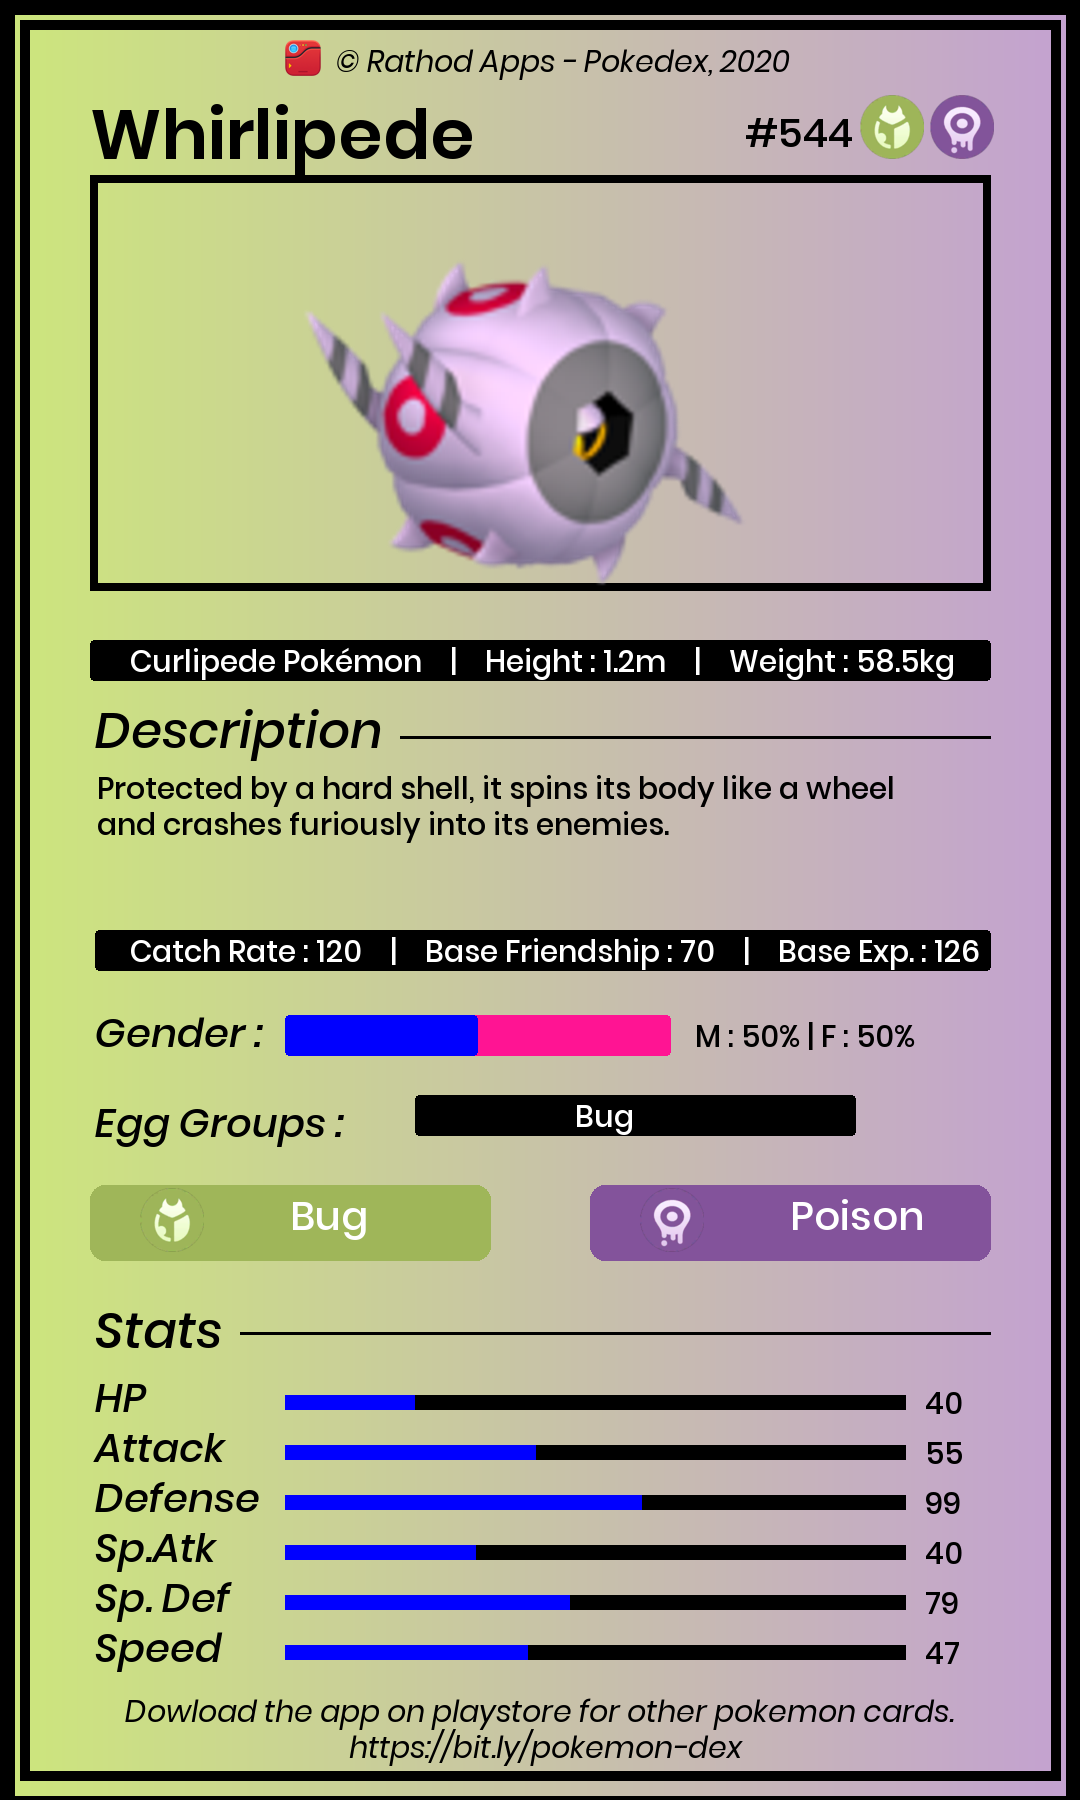 © Rathod Apps - Pokedex, 2020
Whirlipede #544
Curlipede Pokémon | Height : 1.2m | Weight : 58.5kg
Description
Protected by a hard shell, it spins its body like a wheel
and crashes furiously into its enemies.
Catch Rate : 120 | Base Friendship : 70 | Base Exp. : 126
Gender : M : 50% | F : 50%
Egg Groups : Bug
Bug Poison
Stats
HP 40
Attack 55
Defense 99
Sp.Atk 40
Sp. Def 79
Speed 47
Dowload the app on playstore for other pokemon cards.
https://bit.ly/pokemon-dex